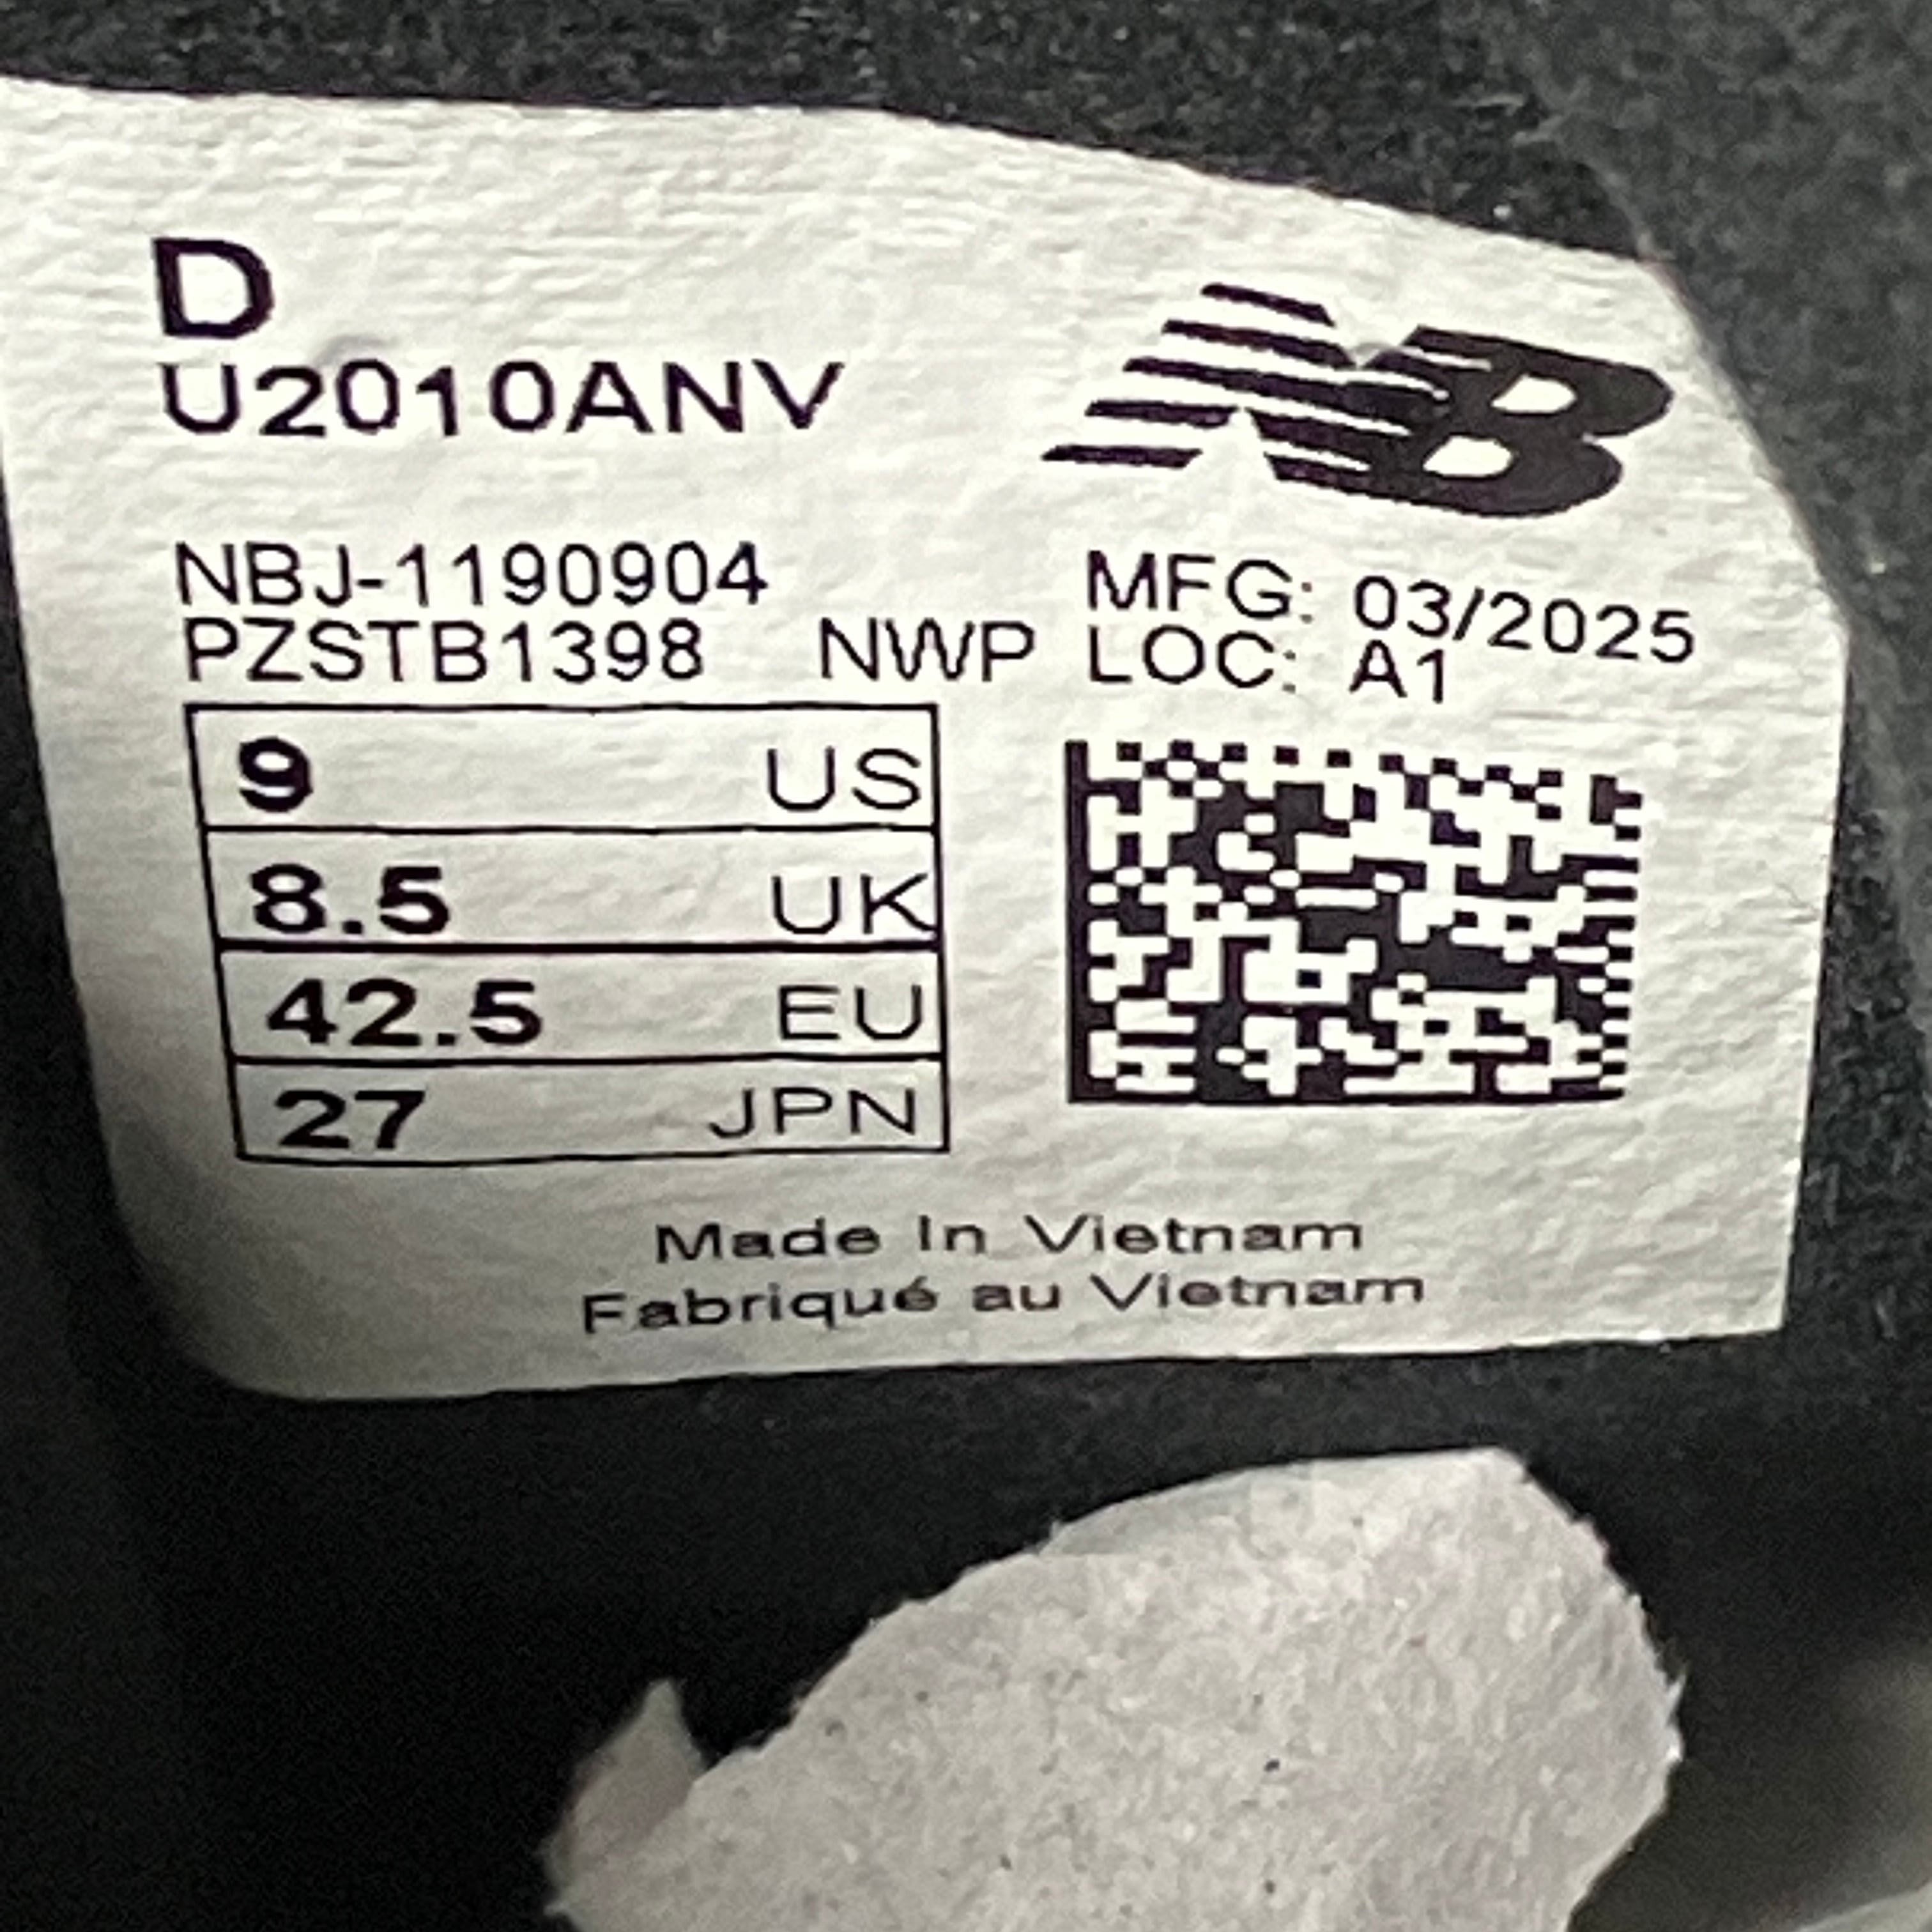 D
U2010ANV
NB
NBJ-1190904
PZSTB1398 NWP
MFG: 03/2025
LOC: A1
9 US
8.5 UK
42.5 EU
27 JPN
Made In Vietnam
Fabriqué au Vietnam